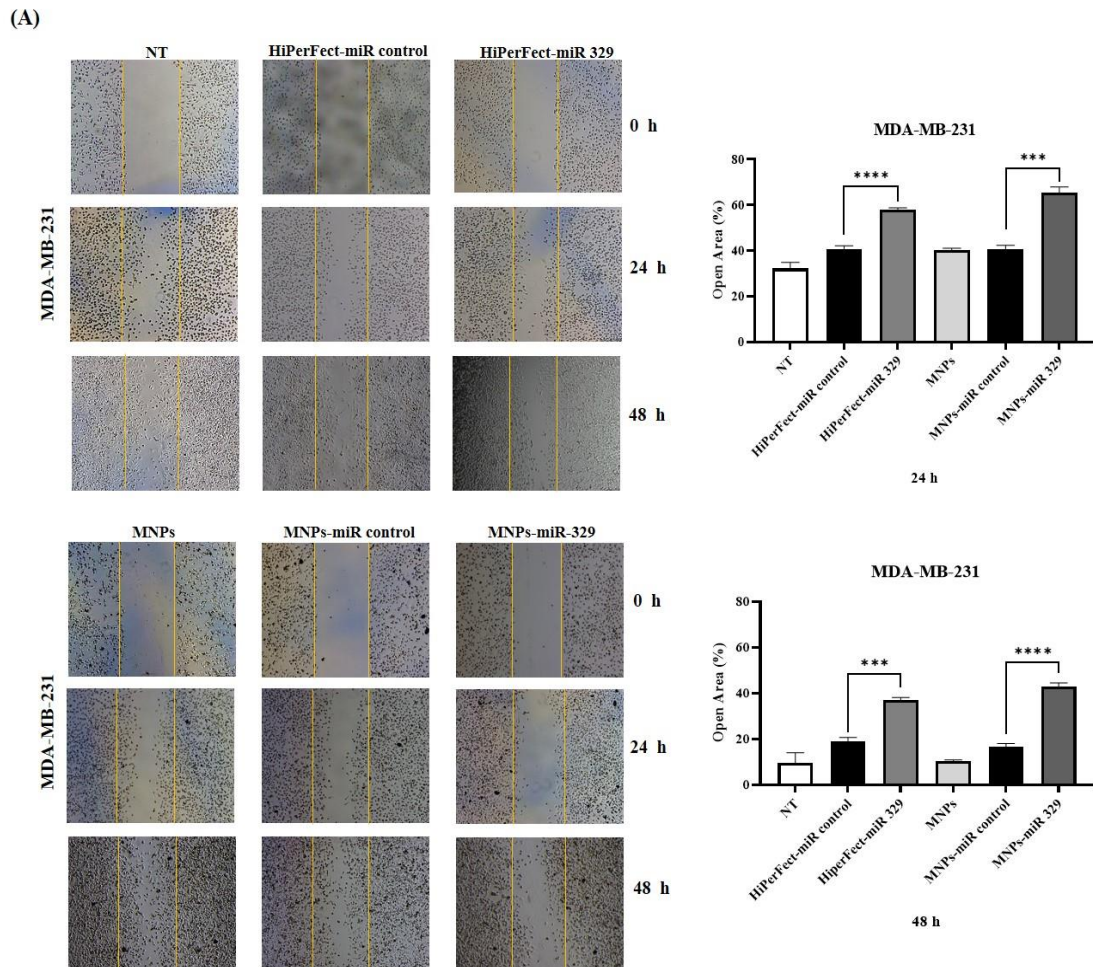 (A)
NT
HiPerFect-miR control
HiPerFect-miR 329
0 h
MDA-MB-231
24 h
48 h
MNPs
MNPs-miR control
MNPs-miR-329
0 h
MDA-MB-231
24 h
48 h
MDA-MB-231
Open Area (%)
80
60
40
20
0
****
***
NT
HiPerFect-miR control
HiPerFect-miR 329
MNPs
MNPs-miR control
MNPs-miR 329
24 h
MDA-MB-231
Open Area (%)
80
60
40
20
0
***
****
NT
HiPerFect-miR control
HiperFect-miR 329
MNPs
MNPs-miR control
MNPs-miR 329
48 h